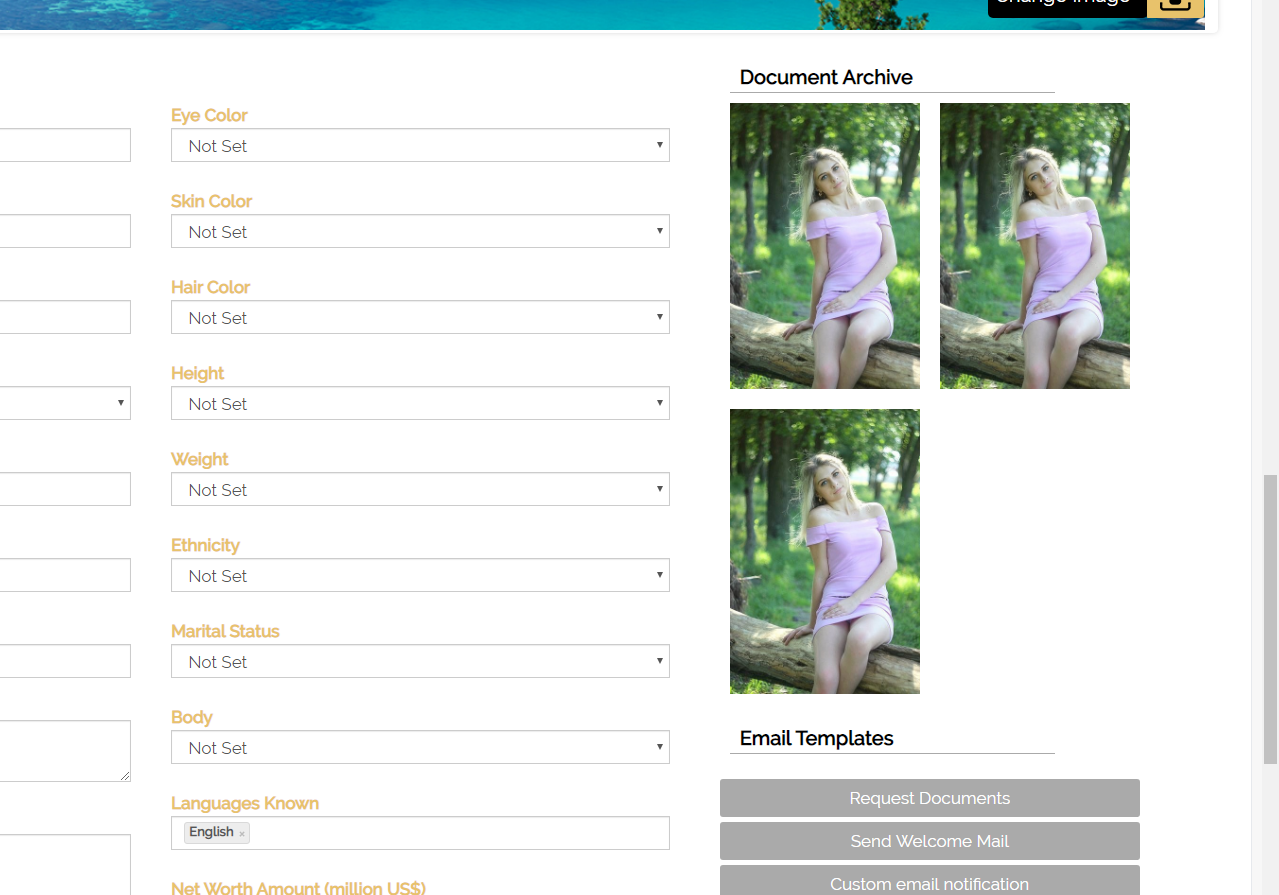 Change Image
Eye Color
Not Set
Skin Color
Not Set
Hair Color
Not Set
Height
Not Set
Weight
Not Set
Ethnicity
Not Set
Marital Status
Not Set
Body
Not Set
Languages Known
English ×
Net Worth Amount (million US$)
Document Archive
Email Templates
Request Documents
Send Welcome Mail
Custom email notification